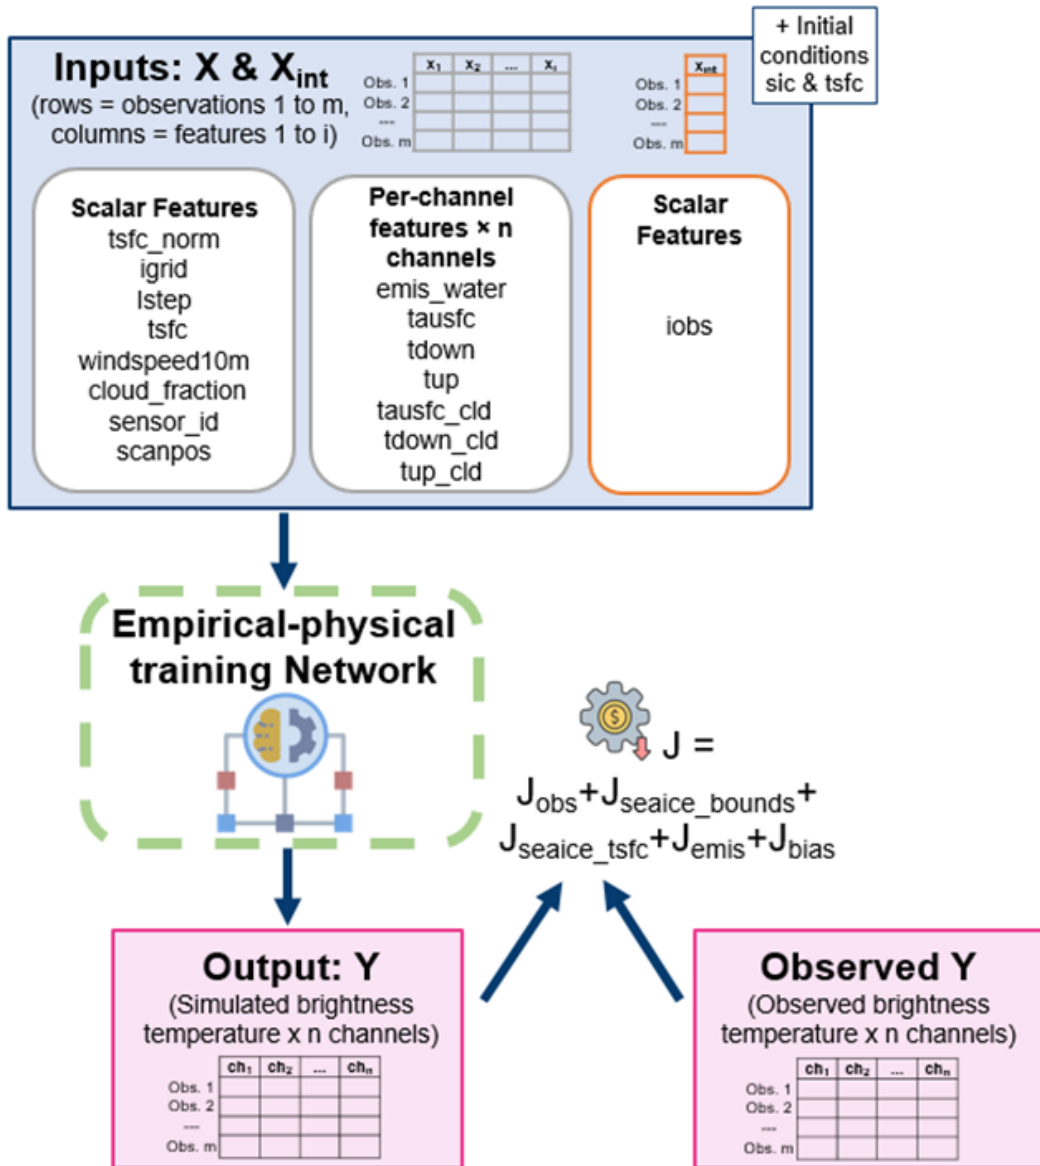 + Initial
conditions
sic & tsfc
Inputs: X & Xint
(rows = observations 1 to m,
columns = features 1 to i)
x1 x2 ... xi
Obs. 1
Obs. 2
---
Obs. m
xint
Obs. 1
Obs. 2
---
Obs. m
Scalar Features
tsfc_norm
igrid
lstep
tsfc
windspeed10m
cloud_fraction
sensor_id
scanpos
Per-channel
features × n
channels
emis_water
tausfc
tdown
tup
tausfc_cld
tdown_cld
tup_cld
Scalar
Features
iobs
Empirical-physical
training Network
$
J =
Jobs+Jseaice_bounds+
Jseaice_tsfc+Jemis+Jbias
Output: Y
(Simulated brightness
temperature x n channels)
ch1 ch2 ... chn
Obs. 1
Obs. 2
---
Obs. m
Observed Y
(Observed brightness
temperature x n channels)
ch1 ch2 ... chn
Obs. 1
Obs. 2
---
Obs. m